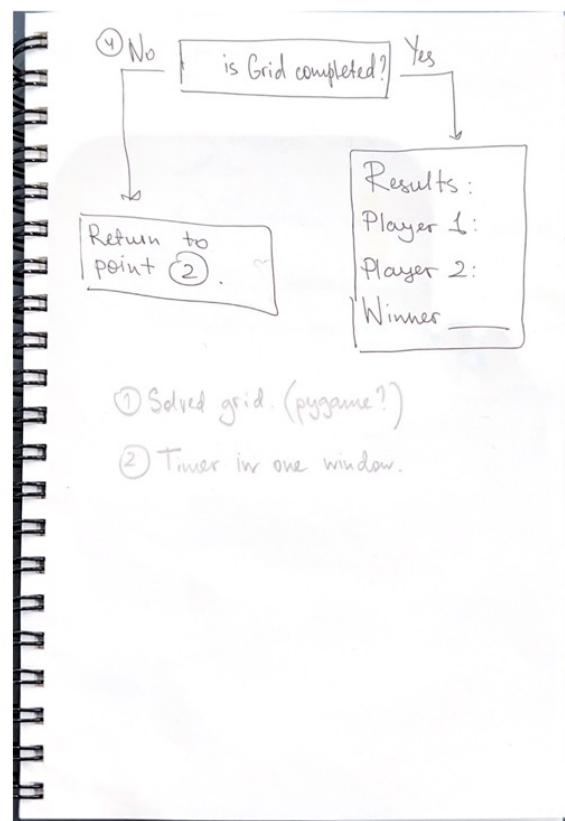 ④ No
is Grid completed?
Yes
Return to
point ②.
Results:
Player 1:
Player 2:
Winner ____
① Solved grid. (pygame?)
② Timer in one window.